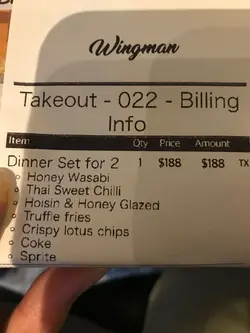 Wingman
Takeout - 022 - Billing
Info
Item Qty Price Amount
Dinner Set for 2 1 $188 $188 TX
Honey Wasabi
Thai Sweet Chilli
Hoisin & Honey Glazed
Truffle fries
Crispy lotus chips
Coke
Sprite